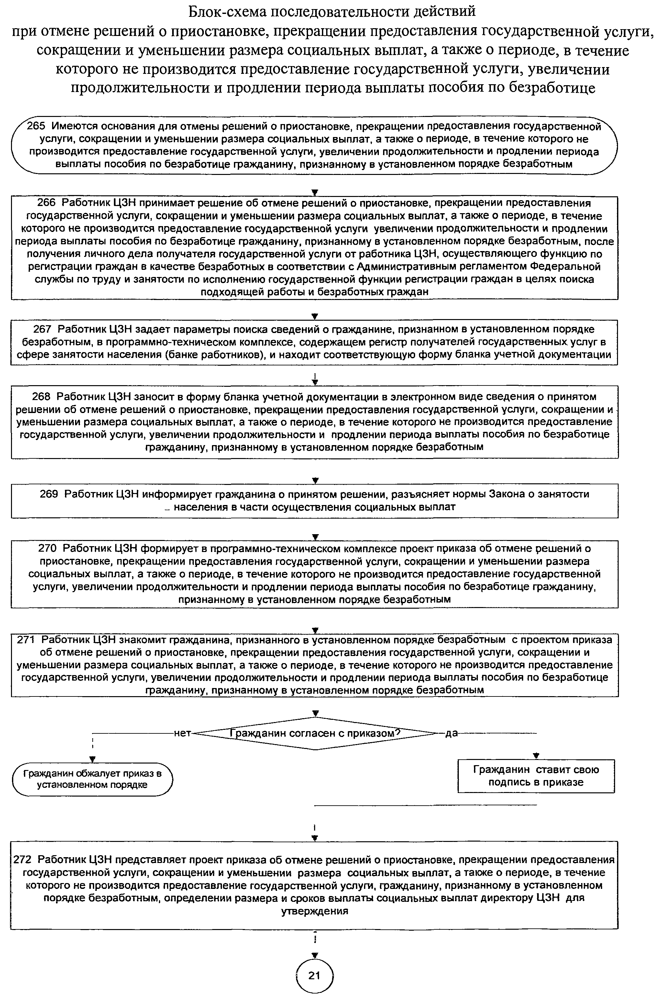 Блок-схема последовательности действий
при отмене решений о приостановке, прекращении предоставления государственной услуги,
сокращении и уменьшении размера социальных выплат, а также о периоде, в течение
которого не производится предоставление государственной услуги, увеличении
продолжительности и продлении периода выплаты пособия по безработице
265 Имеются основания для отмены решений о приостановке, прекращении предоставления государственной
услуги, сокращении и уменьшении размера социальных выплат, а также о периоде, в течение которого не
производится предоставление государственной услуги, увеличении продолжительности и продлении периода
выплаты пособия по безработице гражданину, признанному в установленном порядке безработным
266 Работник ЦЗН принимает решение об отмене решений о приостановке, прекращении предоставления
государственной услуги, сокращении и уменьшении размера социальных выплат, а также о периоде, в течение
которого не производится предоставление государственной услуги увеличении продолжительности и продлении
периода выплаты пособия по безработице гражданину, признанному в установленном порядке безработным, после
получения личного дела получателя государственной услуги от работника ЦЗН, осуществляющего функцию по
регистрации граждан в качестве безработных в соответствии с Административным регламентом Федеральной
службы по труду и занятости по исполнению государственной функции регистрации граждан в целях поиска
подходящей работы и безработных граждан
267 Работник ЦЗН задает параметры поиска сведений о гражданине, признанном в установленном порядке
безработным, в программно-техническом комплексе, содержащем регистр получателей государственных услуг в
сфере занятости населения (банке работников), и находит соответствующую форму бланка учетной документации
268 Работник ЦЗН заносит в форму бланка учетной документации в электронном виде сведения о принятом
решении об отмене решений о приостановке, прекращении предоставления государственной услуги, сокращении и
уменьшении размера социальных выплат, а также о периоде, в течение которого не производится предоставление
государственной услуги, увеличении продолжительности и продлении периода выплаты пособия по безработице
гражданину, признанному в установленном порядке безработным
269 Работник ЦЗН информирует гражданина о принятом решении, разъясняет нормы Закона о занятости
населения в части осуществления социальных выплат
270 Работник ЦЗН формирует в программно-техническом комплексе проект приказа об отмене решений о
приостановке, прекращении предоставления государственной услуги, сокращении и уменьшении размера
социальных выплат, а также о периоде, в течение которого не производится предоставление государственной
услуги, увеличении продолжительности и продлении периода выплаты пособия по безработице гражданину,
признанному в установленном порядке безработным
271 Работник ЦЗН знакомит гражданина, признанного в установленном порядке безработным с проектом приказа
об отмене решений о приостановке, прекращении предоставления государственной услуги, сокращении и
уменьшении размера социальных выплат, а также о периоде, в течение которого не производится предоставление
государственной услуги, увеличении продолжительности и продлении периода выплаты пособия по безработице
гражданину, признанному в установленном порядке безработным
нет Гражданин согласен с приказом? да
Гражданин обжалует приказ в
установленном порядке
Гражданин ставит свою
подпись в приказе
272 Работник ЦЗН представляет проект приказа об отмене решений о приостановке, прекращении предоставления
государственной услуги, сокращении и уменьшении размера социальных выплат, а также о периоде, в течение
которого не производится предоставление государственной услуги, гражданину, признанному в установленном
порядке безработным, определении размера и сроков выплаты социальных выплат директору ЦЗН для
утверждения
21